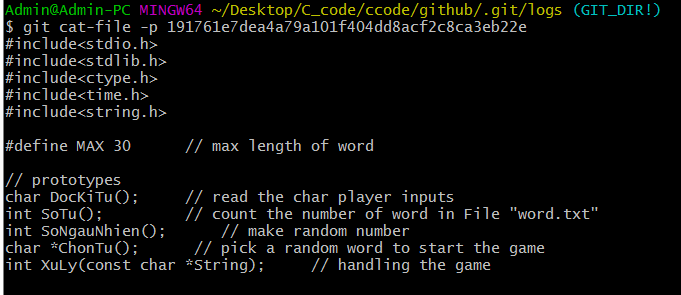 Admin@Admin-PC MINGW64 ~/Desktop/C_code/ccode/github/.git/logs (GIT_DIR!)
$ git cat-file -p 191761e7dea4a79a101f404dd8acf2c8ca3eb22e
#include<stdio.h>
#include<stdlib.h>
#include<ctype.h>
#include<time.h>
#include<string.h>

#define MAX 30      // max length of word

// prototypes
char DocKiTu();     // read the char player inputs
int SoTu();         // count the number of word in File "word.txt"
int SoNgauNhien();      // make random number
char *ChonTu();      // pick a random word to start the game
int XuLy(const char *String);     // handling the game